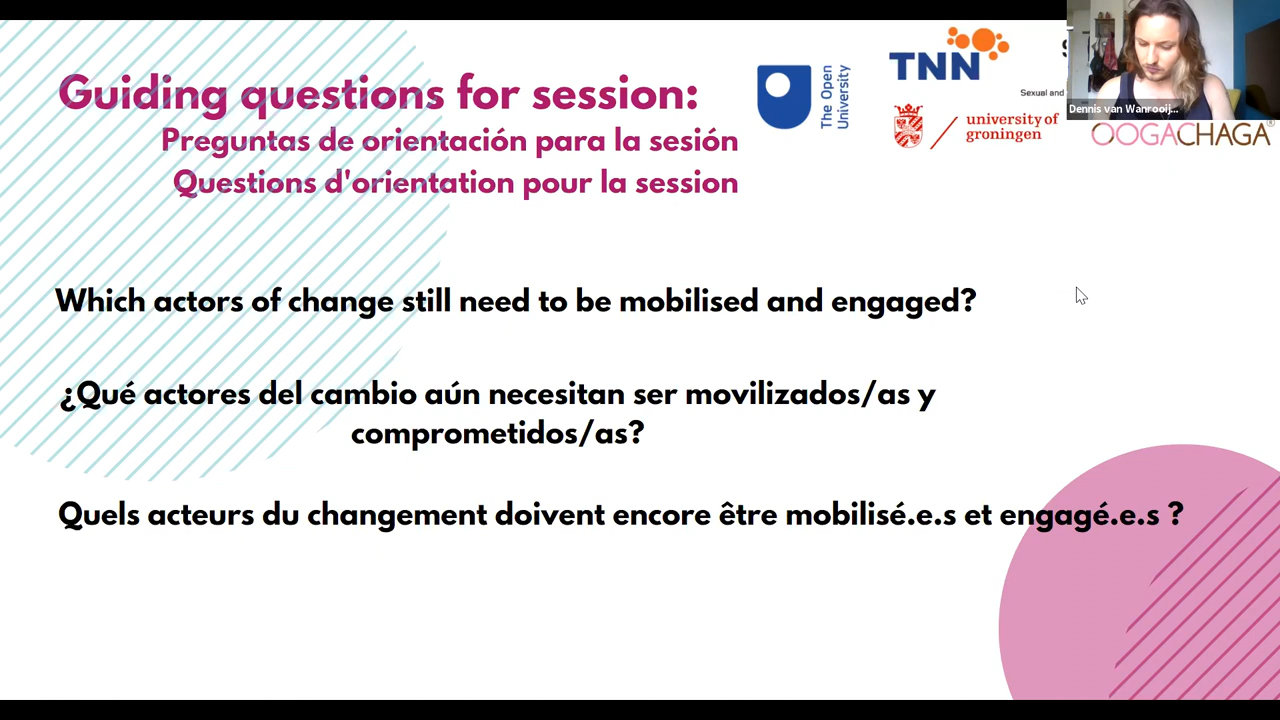 Guiding questions for session:
Preguntas de orientación para la sesión
Questions d'orientation pour la session
The Open
University
TNN
Sexual and
university of
groningen
Dennis van Wanrooij...
OOGACHAGA
Which actors of change still need to be mobilised and engaged?
¿Qué actores del cambio aún necesitan ser movilizados/as y
comprometidos/as?
Quels acteurs du changement doivent encore être mobilisé.e.s et engagé.e.s ?